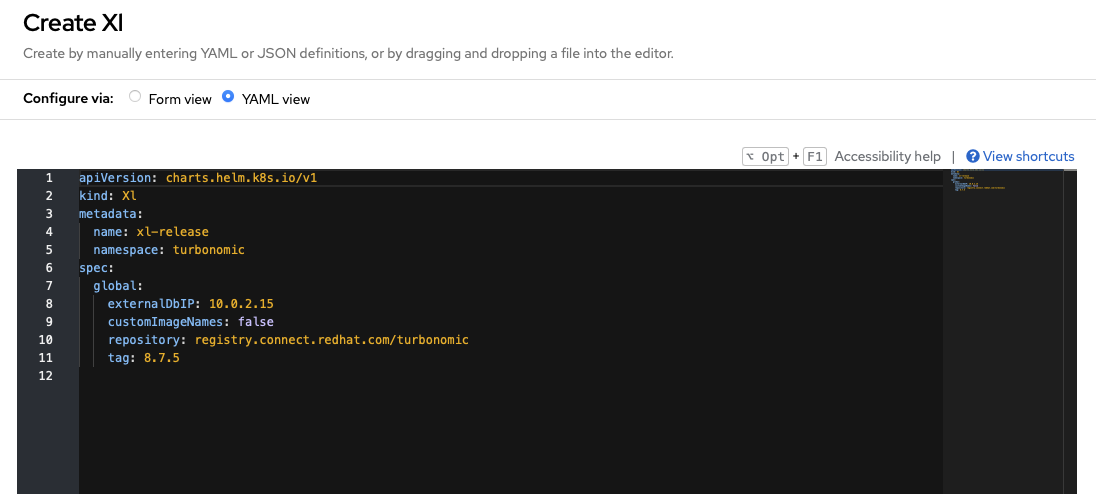 Create Xl
Create by manually entering YAML or JSON definitions, or by dragging and dropping a file into the editor.
Configure via: Form view YAML view
⌥ Opt + F1 Accessibility help | View shortcuts
1 apiVersion: charts.helm.k8s.io/v1
2 kind: Xl
3 metadata:
4 name: xl-release
5 namespace: turbonomic
6 spec:
7 global:
8 externalDbIP: 10.0.2.15
9 customImageNames: false
10 repository: registry.connect.redhat.com/turbonomic
11 tag: 8.7.5
12